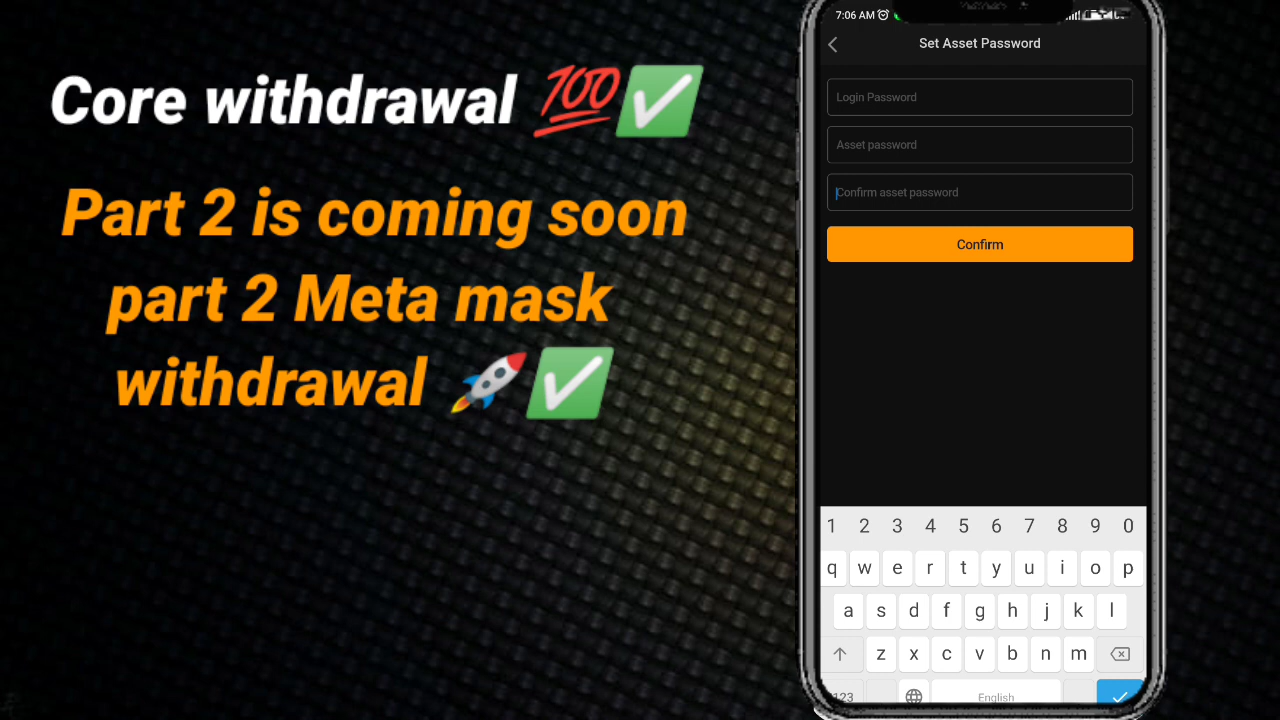 Core withdrawal 💯✅
Part 2 is coming soon
part 2 Meta mask
withdrawal 🚀✅
7:06 AM
Set Asset Password
Login Password
Asset password
Confirm asset password
Confirm
1 2 3 4 5 6 7 8 9 0
q w e r t y u i o p
a s d f g h j k l
z x c v b n m
123 English